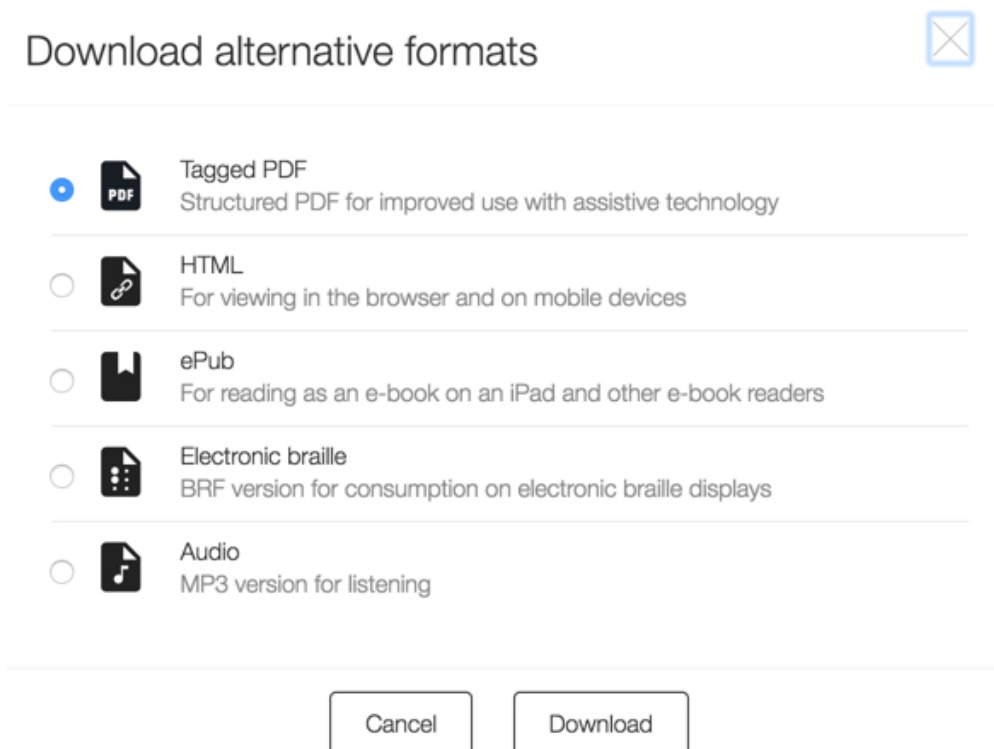 Download alternative formats
PDF
Tagged PDF
Structured PDF for improved use with assistive technology
HTML
For viewing in the browser and on mobile devices
ePub
For reading as an e-book on an iPad and other e-book readers
Electronic braille
BRF version for consumption on electronic braille displays
Audio
MP3 version for listening
Cancel
Download